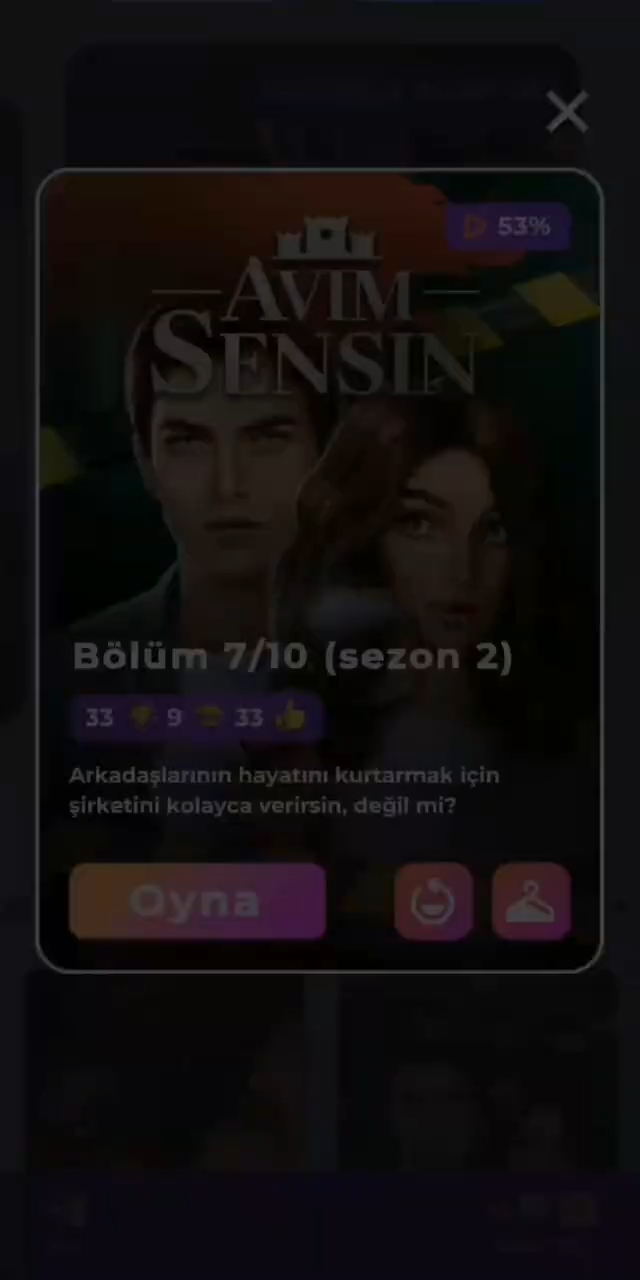 53%
AVIM
SENSIN
Bölüm 7/10 (sezon 2)
33 9 33
Arkadaşlarının hayatını kurtarmak için
şirketini kolayca verirsin, değil mi?
Oyna